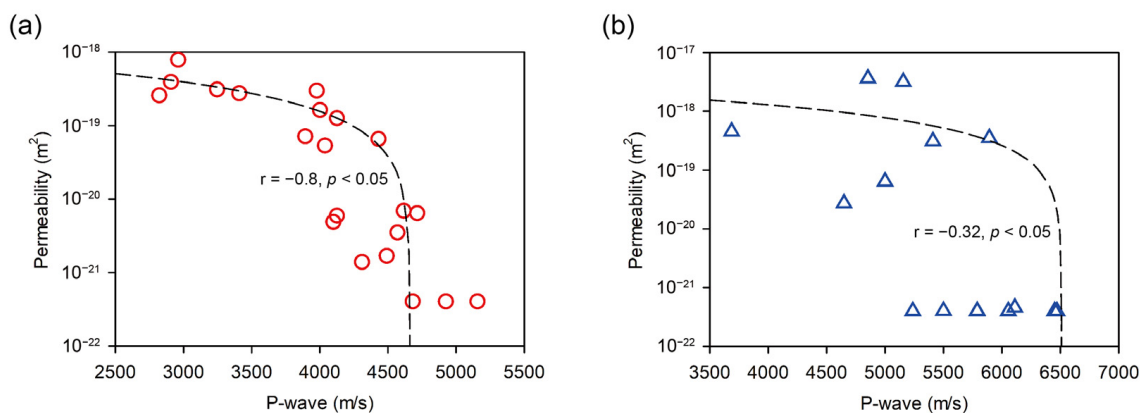 (a)
10⁻¹⁸
10⁻¹⁹
10⁻²⁰
10⁻²¹
10⁻²²
Permeability (m²)
r = −0.8, p < 0.05
2500 3000 3500 4000 4500 5000 5500
P-wave (m/s)
(b)
10⁻¹⁷
10⁻¹⁸
10⁻¹⁹
10⁻²⁰
10⁻²¹
10⁻²²
Permeability (m²)
r = −0.32, p < 0.05
3500 4000 4500 5000 5500 6000 6500 7000
P-wave (m/s)